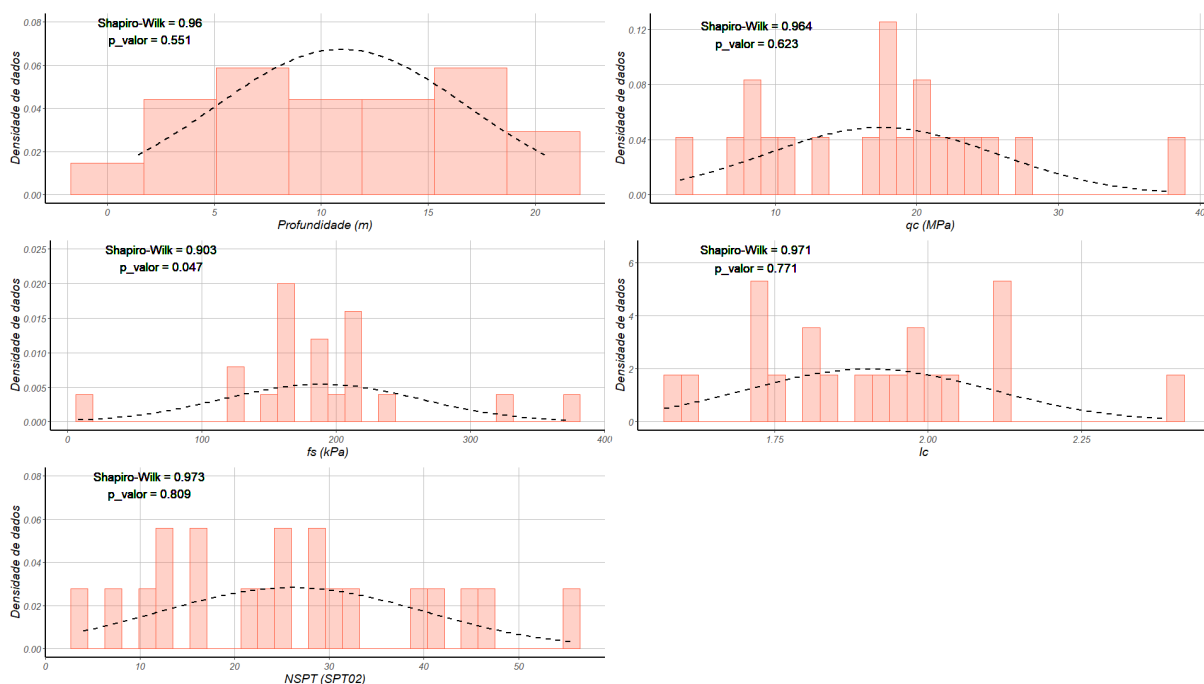 Shapiro-Wilk = 0.96
p_valor = 0.551
Densidade de dados
0.08
0.06
0.04
0.02
0.00
0
5
10
15
20
Profundidade (m)
Shapiro-Wilk = 0.964
p_valor = 0.623
Densidade de dados
0.12
0.08
0.04
0.00
10
20
30
40
qc (MPa)
Shapiro-Wilk = 0.903
p_valor = 0.047
Densidade de dados
0.025
0.020
0.015
0.010
0.005
0.000
0
100
200
300
400
fs (kPa)
Shapiro-Wilk = 0.971
p_valor = 0.771
Densidade de dados
6
4
2
0
1.75
2.00
2.25
Ic
Shapiro-Wilk = 0.973
p_valor = 0.809
Densidade de dados
0.08
0.06
0.04
0.02
0.00
0
10
20
30
40
50
NSPT (SPT02)